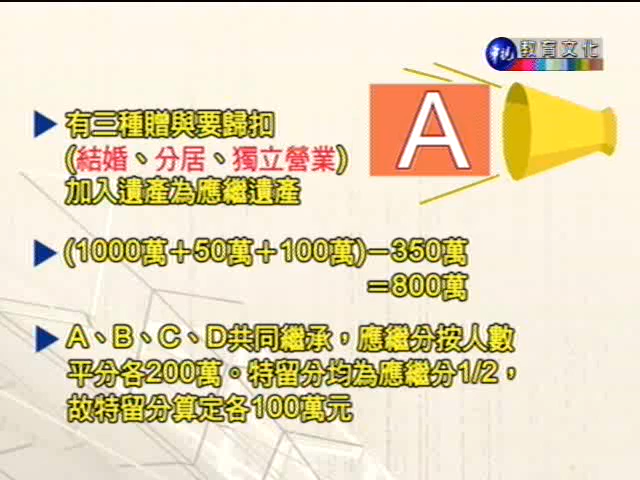 華視
教育文化
A
有三種贈與要歸扣
(結婚、分居、獨立營業)
加入遺產為應繼遺產
(1000萬＋50萬＋100萬)－350萬
＝800萬
A、B、C、D共同繼承，應繼分按人數
平分各200萬。特留分均為應繼分1/2，
故特留分算定各100萬元